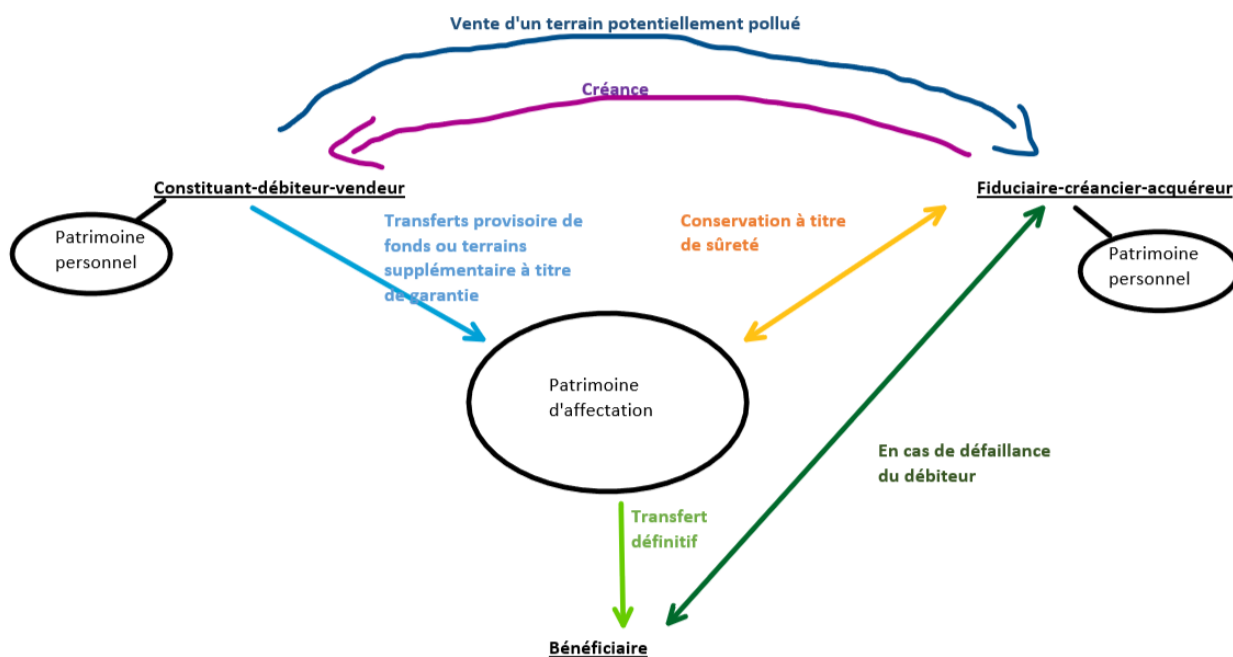 Vente d'un terrain potentiellement pollué
Créance
Constituant-débiteur-vendeur
Fiduciaire-créancier-acquéreur
Patrimoine
personnel
Transferts provisoire de
fonds ou terrains
supplémentaire à titre
de garantie
Conservation à titre
de sûreté
Patrimoine
personnel
Patrimoine
d'affectation
En cas de défaillance
du débiteur
Transfert
définitif
Bénéficiaire